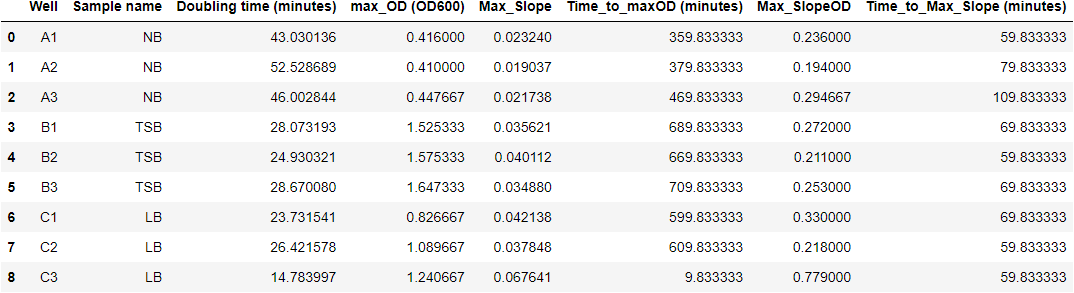 Well Sample name Doubling time (minutes) max_OD (OD600) Max_Slope Time_to_maxOD (minutes) Max_SlopeOD Time_to_Max_Slope (minutes)
0 A1 NB 43.030136 0.416000 0.023240 359.833333 0.236000 59.833333
1 A2 NB 52.528689 0.410000 0.019037 379.833333 0.194000 79.833333
2 A3 NB 46.002844 0.447667 0.021738 469.833333 0.294667 109.833333
3 B1 TSB 28.073193 1.525333 0.035621 689.833333 0.272000 69.833333
4 B2 TSB 24.930321 1.575333 0.040112 669.833333 0.211000 59.833333
5 B3 TSB 28.670080 1.647333 0.034880 709.833333 0.253000 69.833333
6 C1 LB 23.731541 0.826667 0.042138 599.833333 0.330000 69.833333
7 C2 LB 26.421578 1.089667 0.037848 609.833333 0.218000 59.833333
8 C3 LB 14.783997 1.240667 0.067641 9.833333 0.779000 59.833333